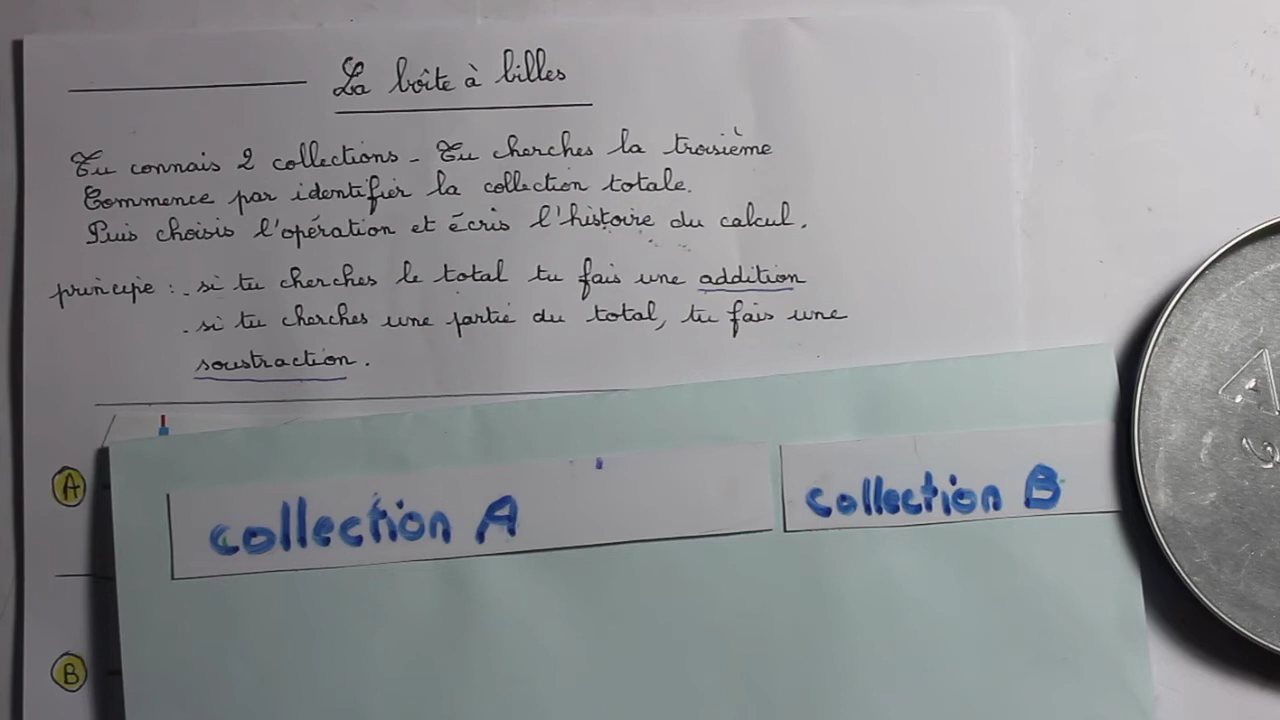 La boîte à billes
Tu connais 2 collections - Tu cherches la troisième
Commence par identifier la collection totale.
Puis choisis l'opération et écris l'histoire du calcul.
principe : - si tu cherches le total tu fais une addition
- si tu cherches une partie du total, tu fais une
soustraction.
A
collection A
collection B
B